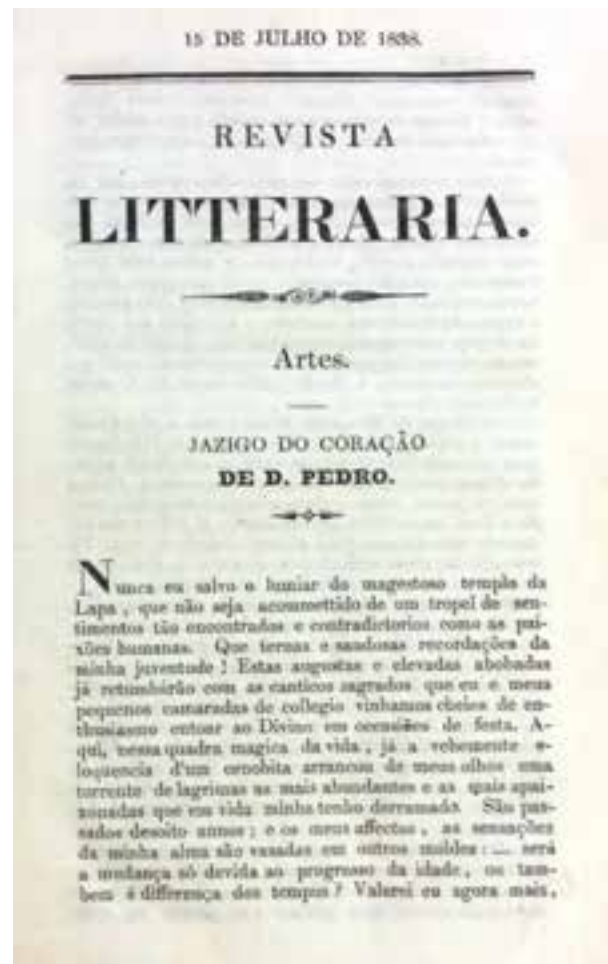 15 DE JULHO DE 1838.
REVISTA
LITTERARIA.
Artes.
JAZIGO DO CORAÇÃO
DE D. PEDRO.
Nunca eu salvo o lumiar do magestoso templo da
Lapa, que não seja acommettido de um tropel de sen-
timentos tão encontrados e contradictorios como as pai-
xões humanas. Que ternas e saudosas recordações da
minha juventude! Estas augustas e elevadas abobadas
já retumbárão com os canticos sagrados que eu e meus
pequenos camaradas de collegio vinhamos cheios de en-
thusiasmo entoar ao Divino em occasiões de festa. A-
qui, nessa quadra magica da vida, já a vehemente e-
loquencia d'um cenobita arrancou de meus olhos uma
torrente de lagrimas as mais abundantes e as mais apai-
xonadas que em vida minha tenho derramado. São pas-
sados desoito annos; e os meus affectos, as sensações
da minha alma são vasadas em outros moldes: — será
a mudança só devida ao progresso da idade, ou tam-
bem á differença dos tempos? Valerei eu agora mais,